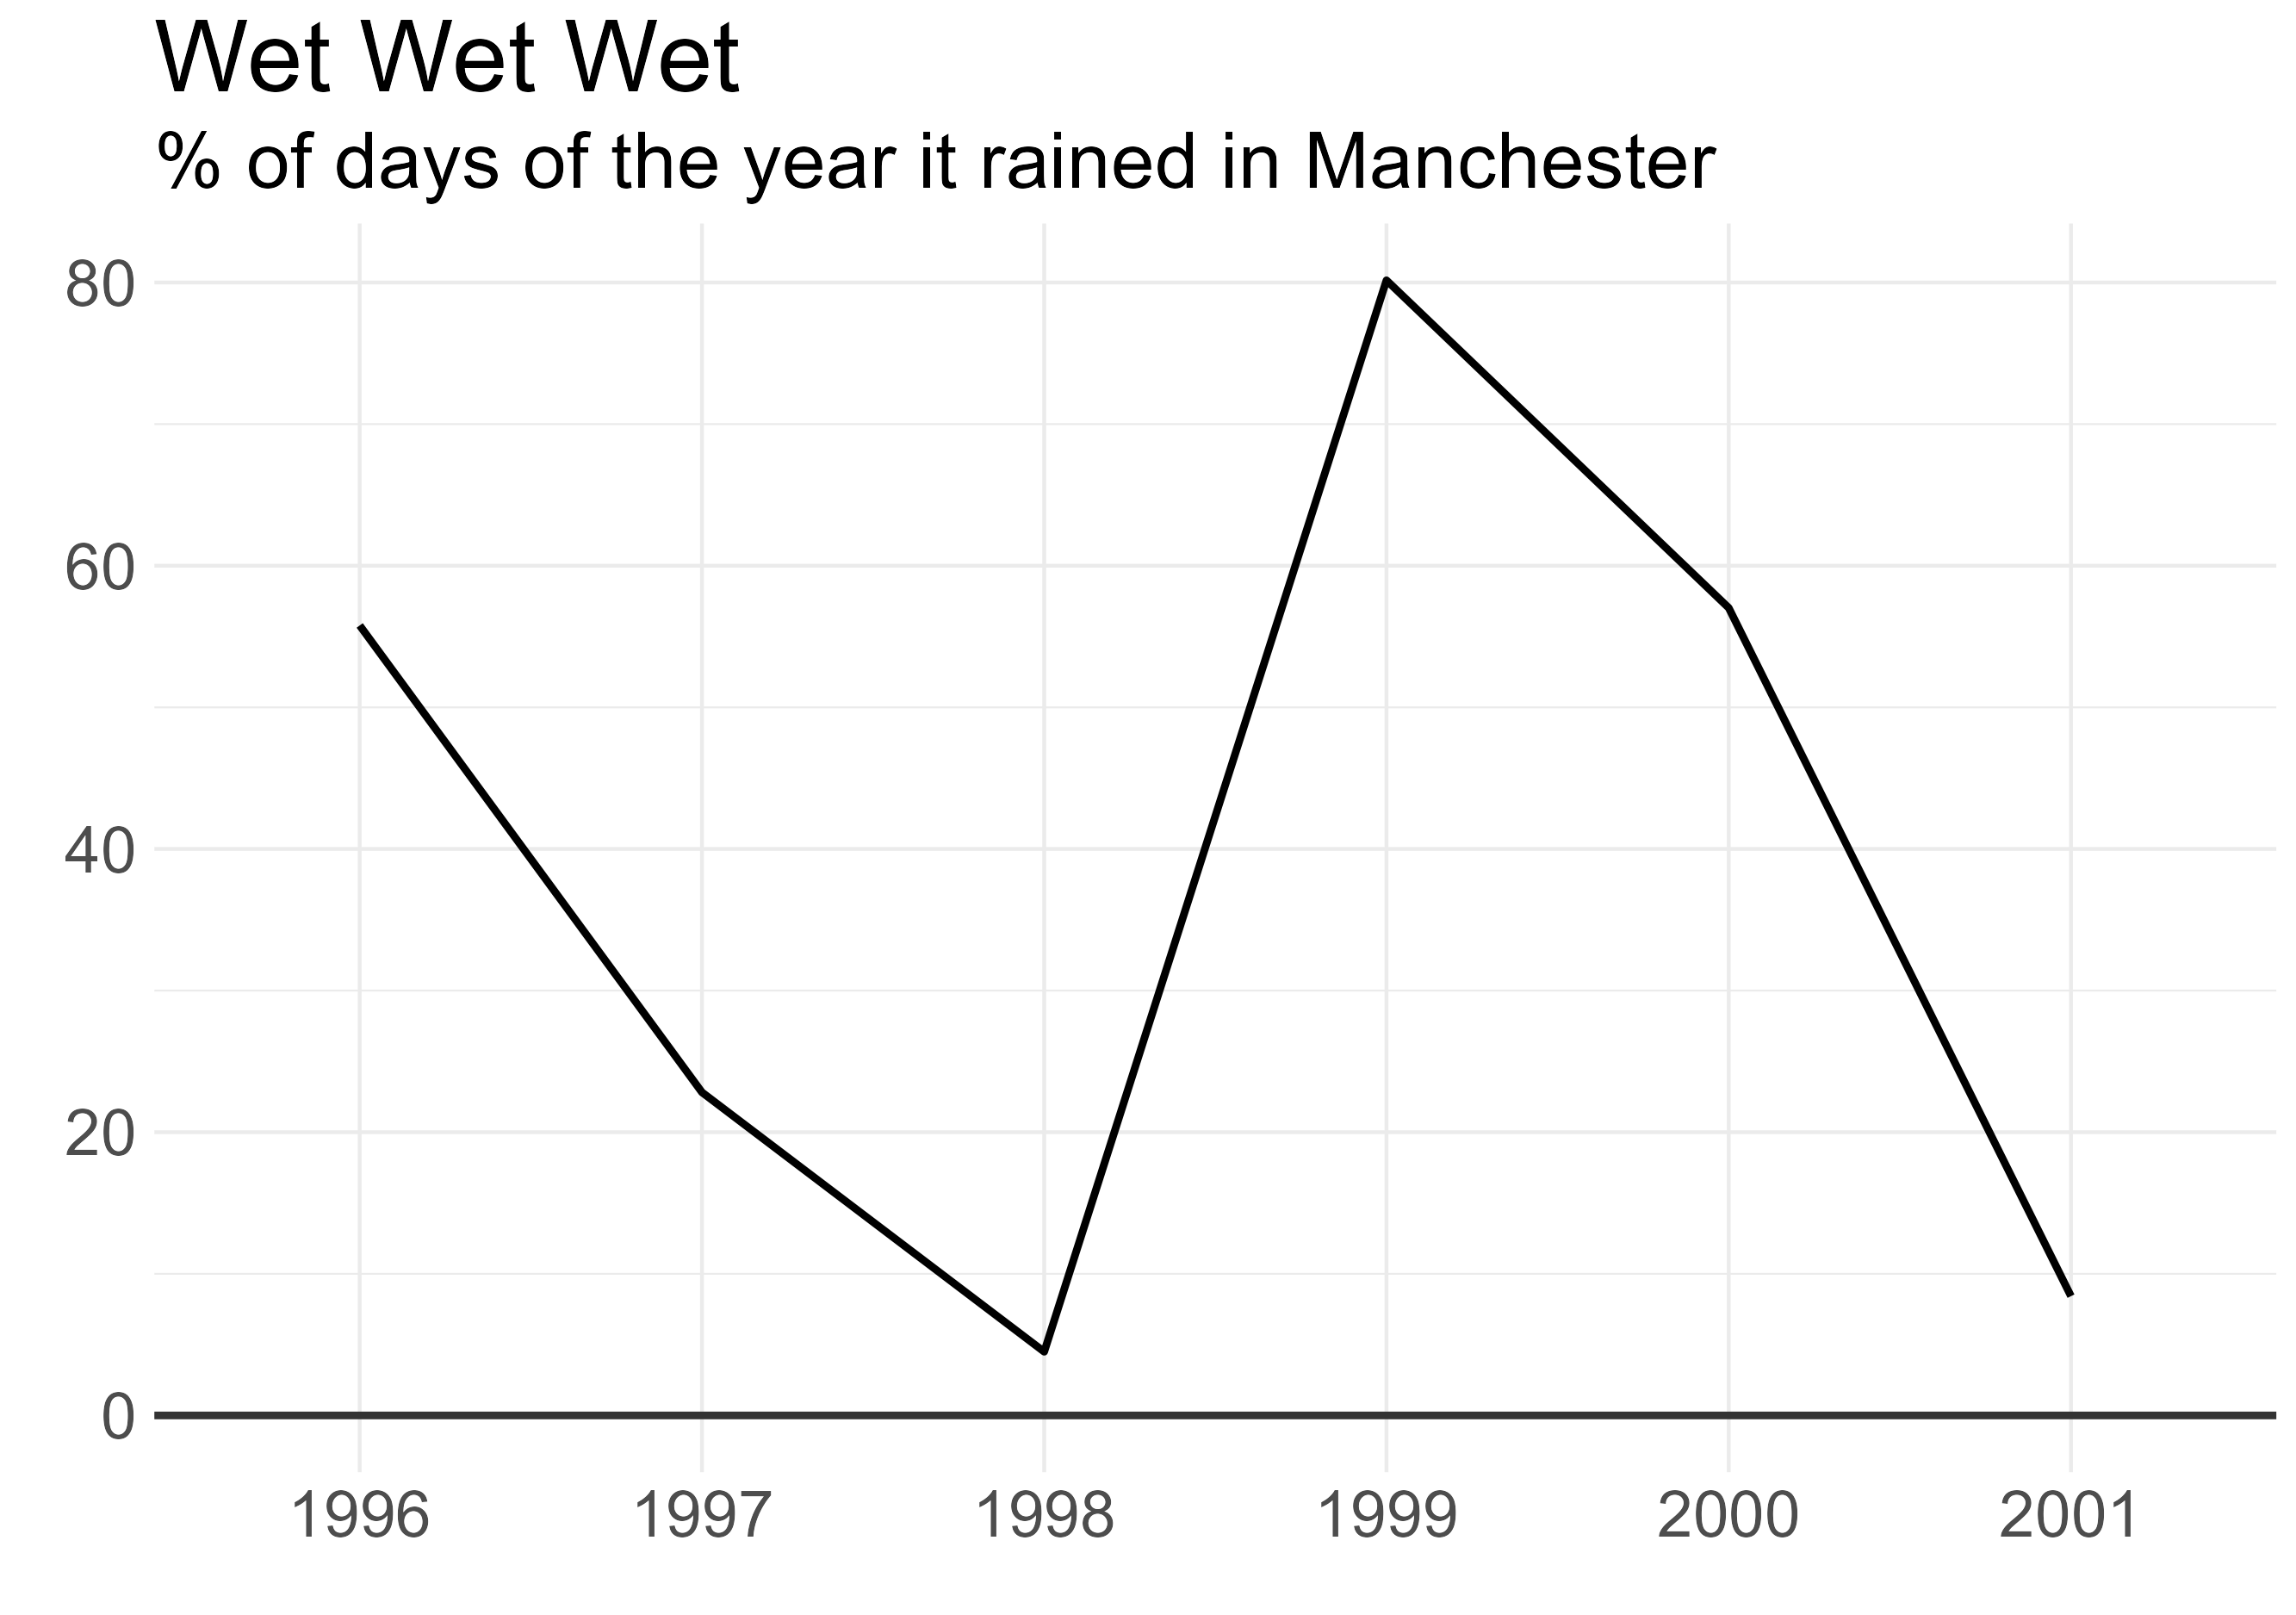 Wet Wet Wet
% of days of the year it rained in Manchester
80
60
40
20
0
1996 1997 1998 1999 2000 2001